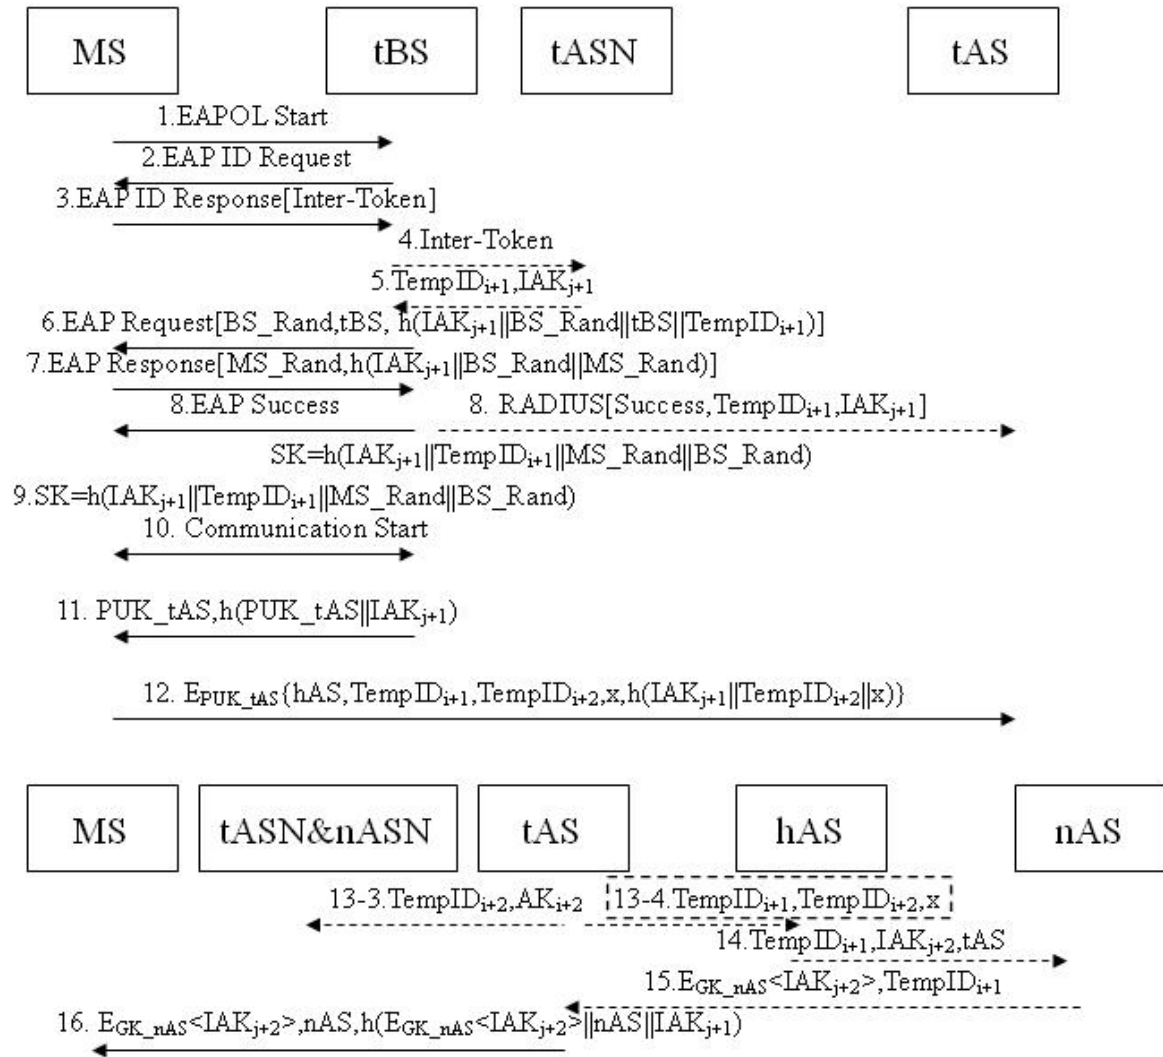 MS tBS tASN tAS
1.EAPOL Start
2.EAP ID Request
3.EAP ID Response[Inter-Token]
4.Inter-Token
5.TempIDi+1,IAKj+1
6.EAP Request[BS_Rand,tBS, h(IAKj+1||BS_Rand||tBS||TempIDi+1)]
7.EAP Response[MS_Rand,h(IAKj+1||BS_Rand||MS_Rand)]
8.EAP Success 8. RADIUS[Success,TempIDi+1,IAKj+1]
SK=h(IAKj+1||TempIDi+1||MS_Rand||BS_Rand)
9.SK=h(IAKj+1||TempIDi+1||MS_Rand||BS_Rand)
10. Communication Start
11. PUK_tAS,h(PUK_tAS||IAKj+1)
12. EPUK_tAS{hAS,TempIDi+1,TempIDi+2,x,h(IAKj+1||TempIDi+2||x)}
MS tASN&nASN tAS hAS nAS
13-3.TempIDi+2,AKi+2 13-4.TempIDi+1,TempIDi+2,x
14.TempIDi+1,IAKj+2,tAS
15.EGK_nAS<IAKj+2>,TempIDi+1
16. EGK_nAS<IAKj+2>,nAS,h(EGK_nAS<IAKj+2>||nAS||IAKj+1)